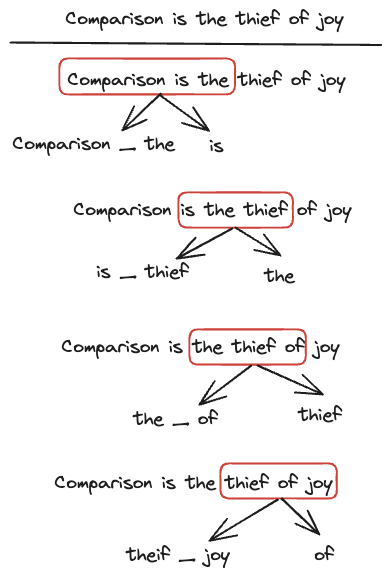 Comparison is the thief of joy
Comparison is the thief of joy
Comparison _ the is
Comparison is the thief of joy
is _ thief the
Comparison is the thief of joy
the _ of thief
Comparison is the thief of joy
theif _ joy of